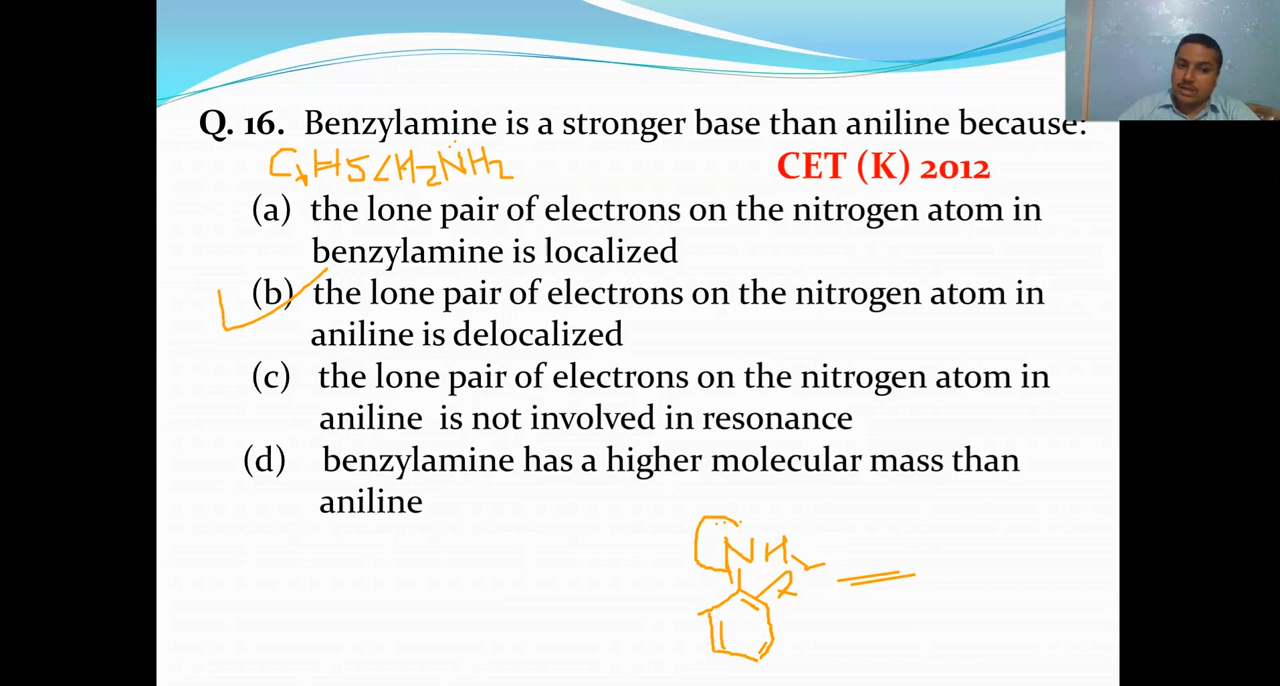 Q. 16. Benzylamine is a stronger base than aniline because:
C6H5CH2NH2
CET (K) 2012
(a) the lone pair of electrons on the nitrogen atom in
benzylamine is localized
(b) the lone pair of electrons on the nitrogen atom in
aniline is delocalized
(c) the lone pair of electrons on the nitrogen atom in
aniline is not involved in resonance
(d) benzylamine has a higher molecular mass than
aniline
NH2